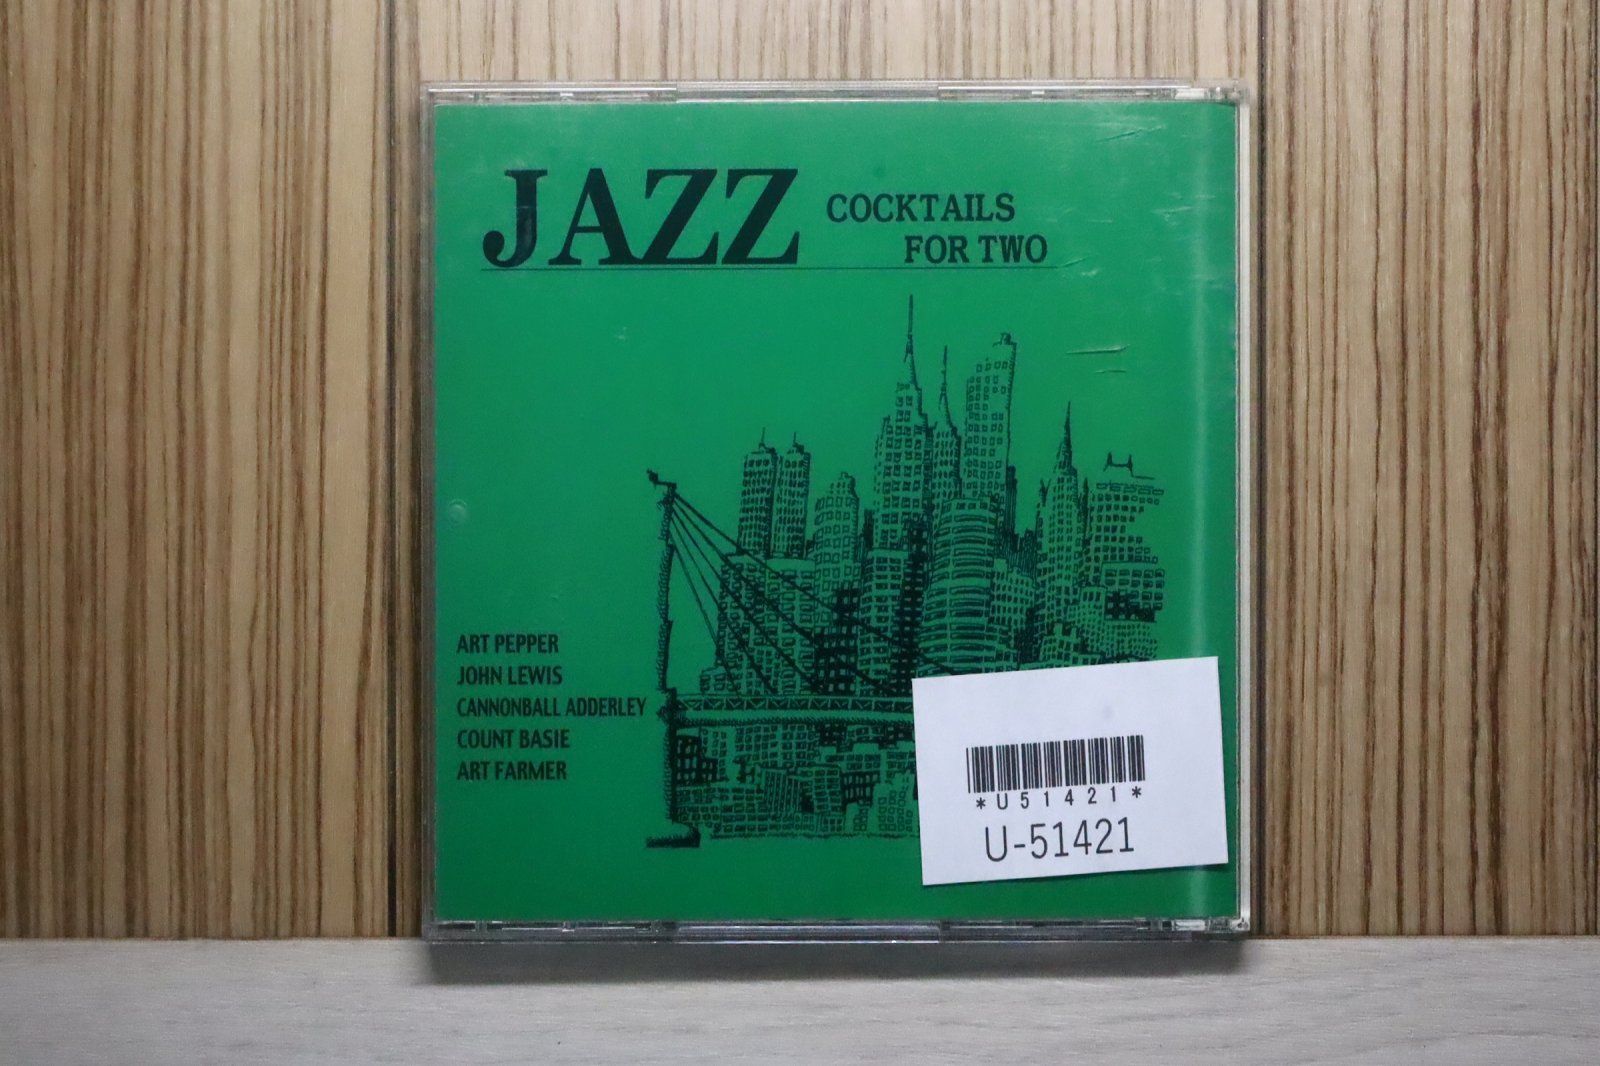 JAZZ COCKTAILS
FOR TWO
ART PEPPER
JOHN LEWIS
CANNONBALL ADDERLEY
COUNT BASIE
ART FARMER
*U51421*
U-51421